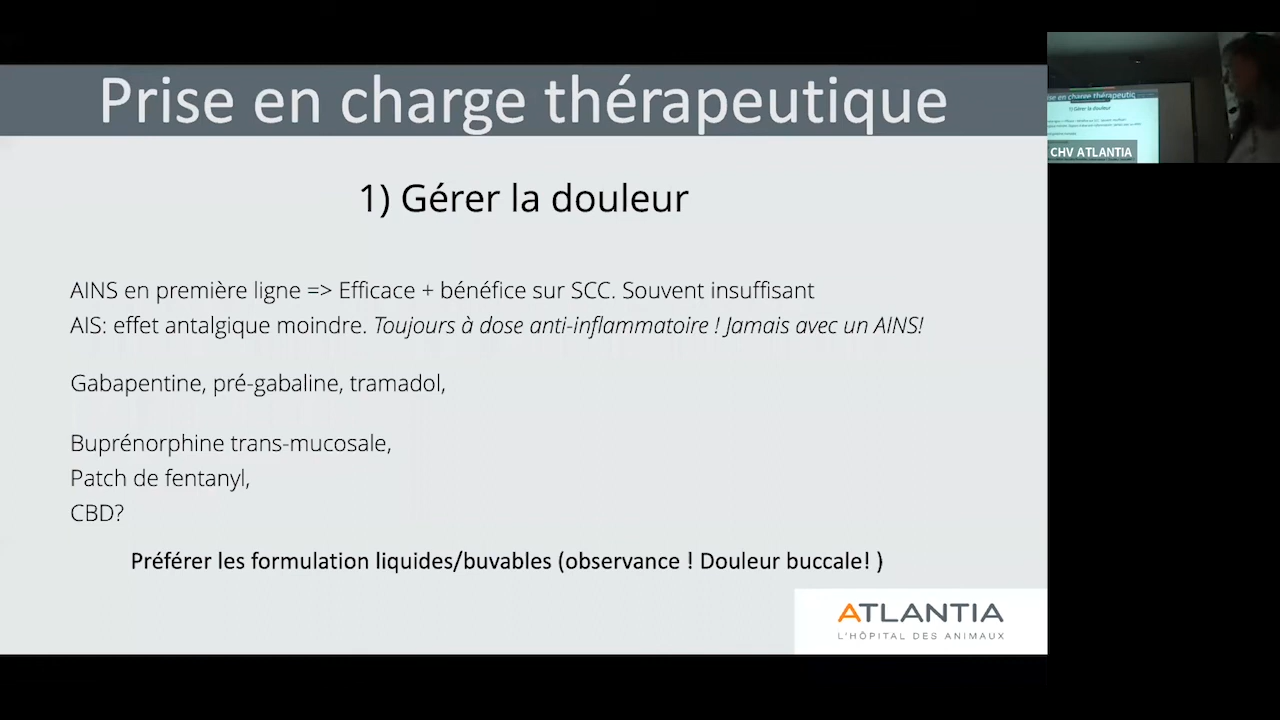 Prise en charge thérapeutique
1) Gérer la douleur
AINS en première ligne => Efficace + bénéfice sur SCC. Souvent insuffisant
AIS: effet antalgique moindre. Toujours à dose anti-inflammatoire ! Jamais avec un AINS!
Gabapentine, pré-gabaline, tramadol,
Buprénorphine trans-mucosale,
Patch de fentanyl,
CBD?
Préférer les formulation liquides/buvables (observance ! Douleur buccale! )
ATLANTIA
L'HÔPITAL DES ANIMAUX
CHV ATLANTIA